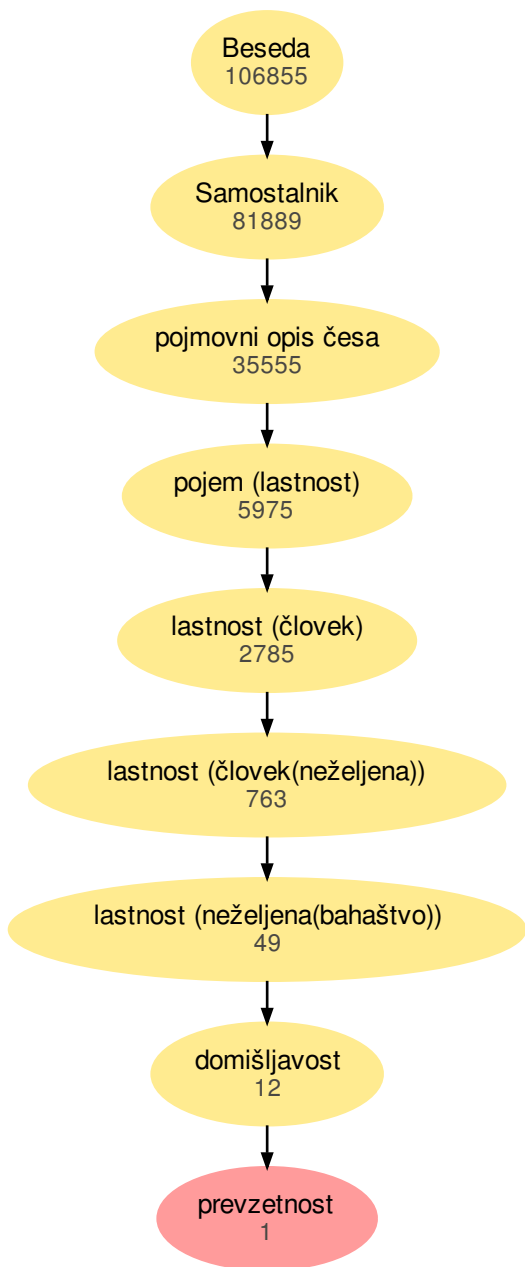 Beseda
106855
Samostalnik
81889
pojmovni opis česa
35555
pojem (lastnost)
5975
lastnost (človek)
2785
lastnost (človek(neželjena))
763
lastnost (neželjena(bahaštvo))
49
domišljavost
12
prevzetnost
1